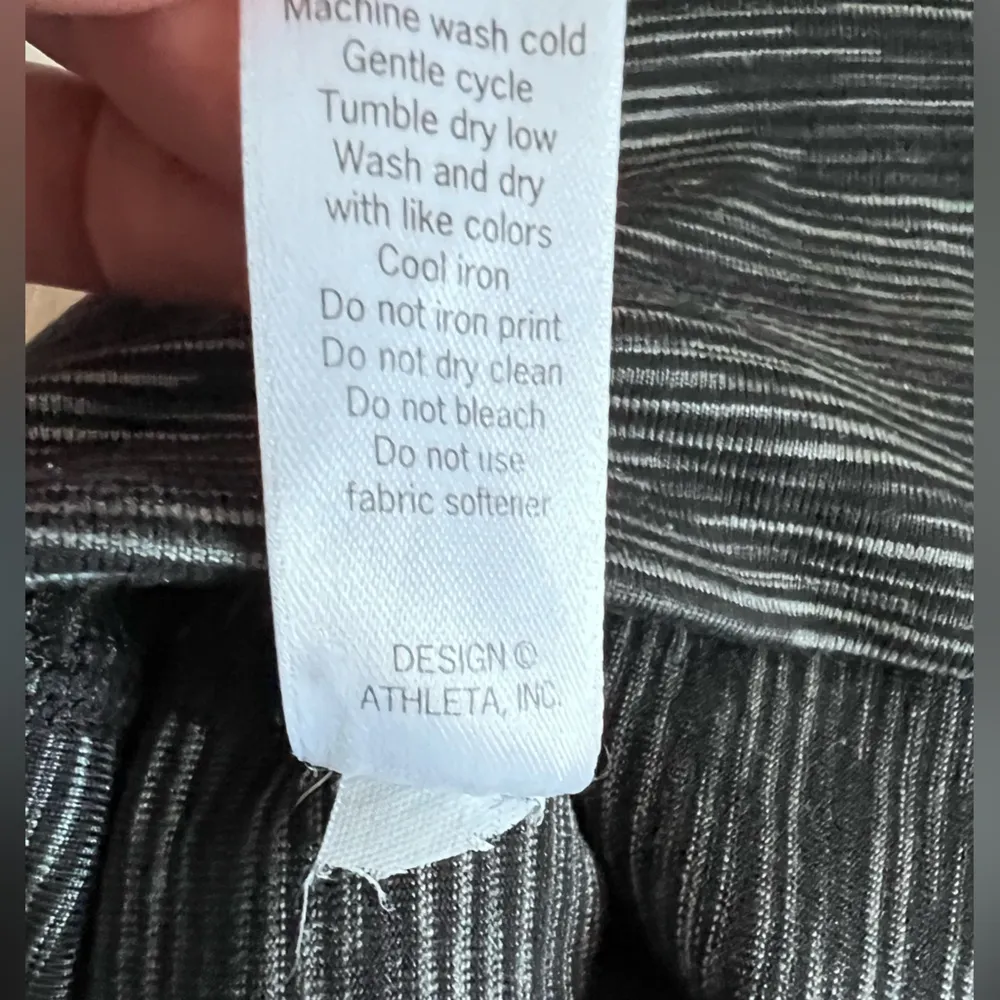 Machine wash cold
Gentle cycle
Tumble dry low
Wash and dry
with like colors
Cool iron
Do not iron print
Do not dry clean
Do not bleach
Do not use
fabric softener
DESIGN ©
ATHLETA, INC.